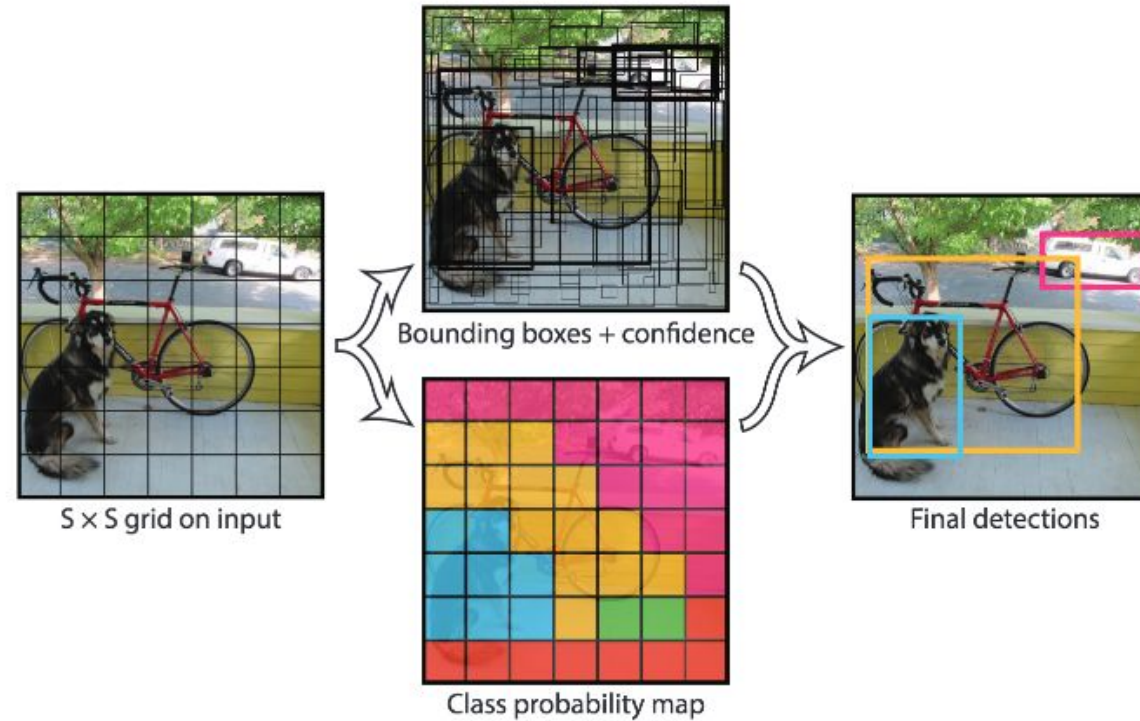 Bounding boxes + confidence
S × S grid on input
Final detections
Class probability map